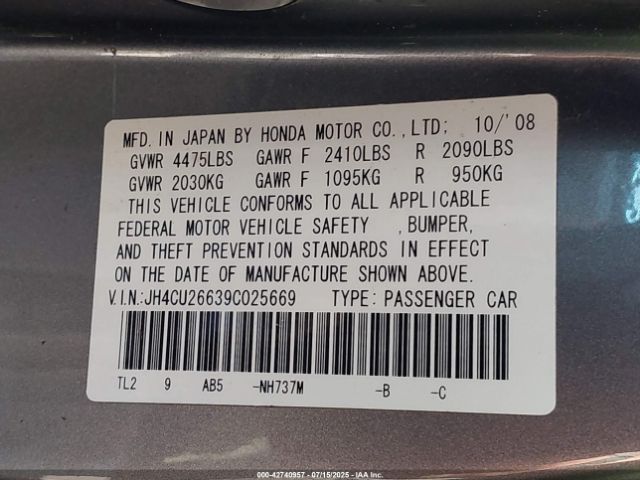 MFD. IN JAPAN BY HONDA MOTOR CO.,LTD; 10/'08
GVWR 4475LBS GAWR F 2410LBS R 2090LBS
GVWR 2030KG GAWR F 1095KG R 950KG
THIS VEHICLE CONFORMS TO ALL APPLICABLE
FEDERAL MOTOR VEHICLE SAFETY ,BUMPER,
AND THEFT PREVENTION STANDARDS IN EFFECT
ON THE DATE OF MANUFACTURE SHOWN ABOVE.
V.I.N.:JH4CU26639C025669 TYPE: PASSENGER CAR
TL2 9 AB5 -NH737M -B -C
000-42740957 - 07/15/2025 - IAAI.COM